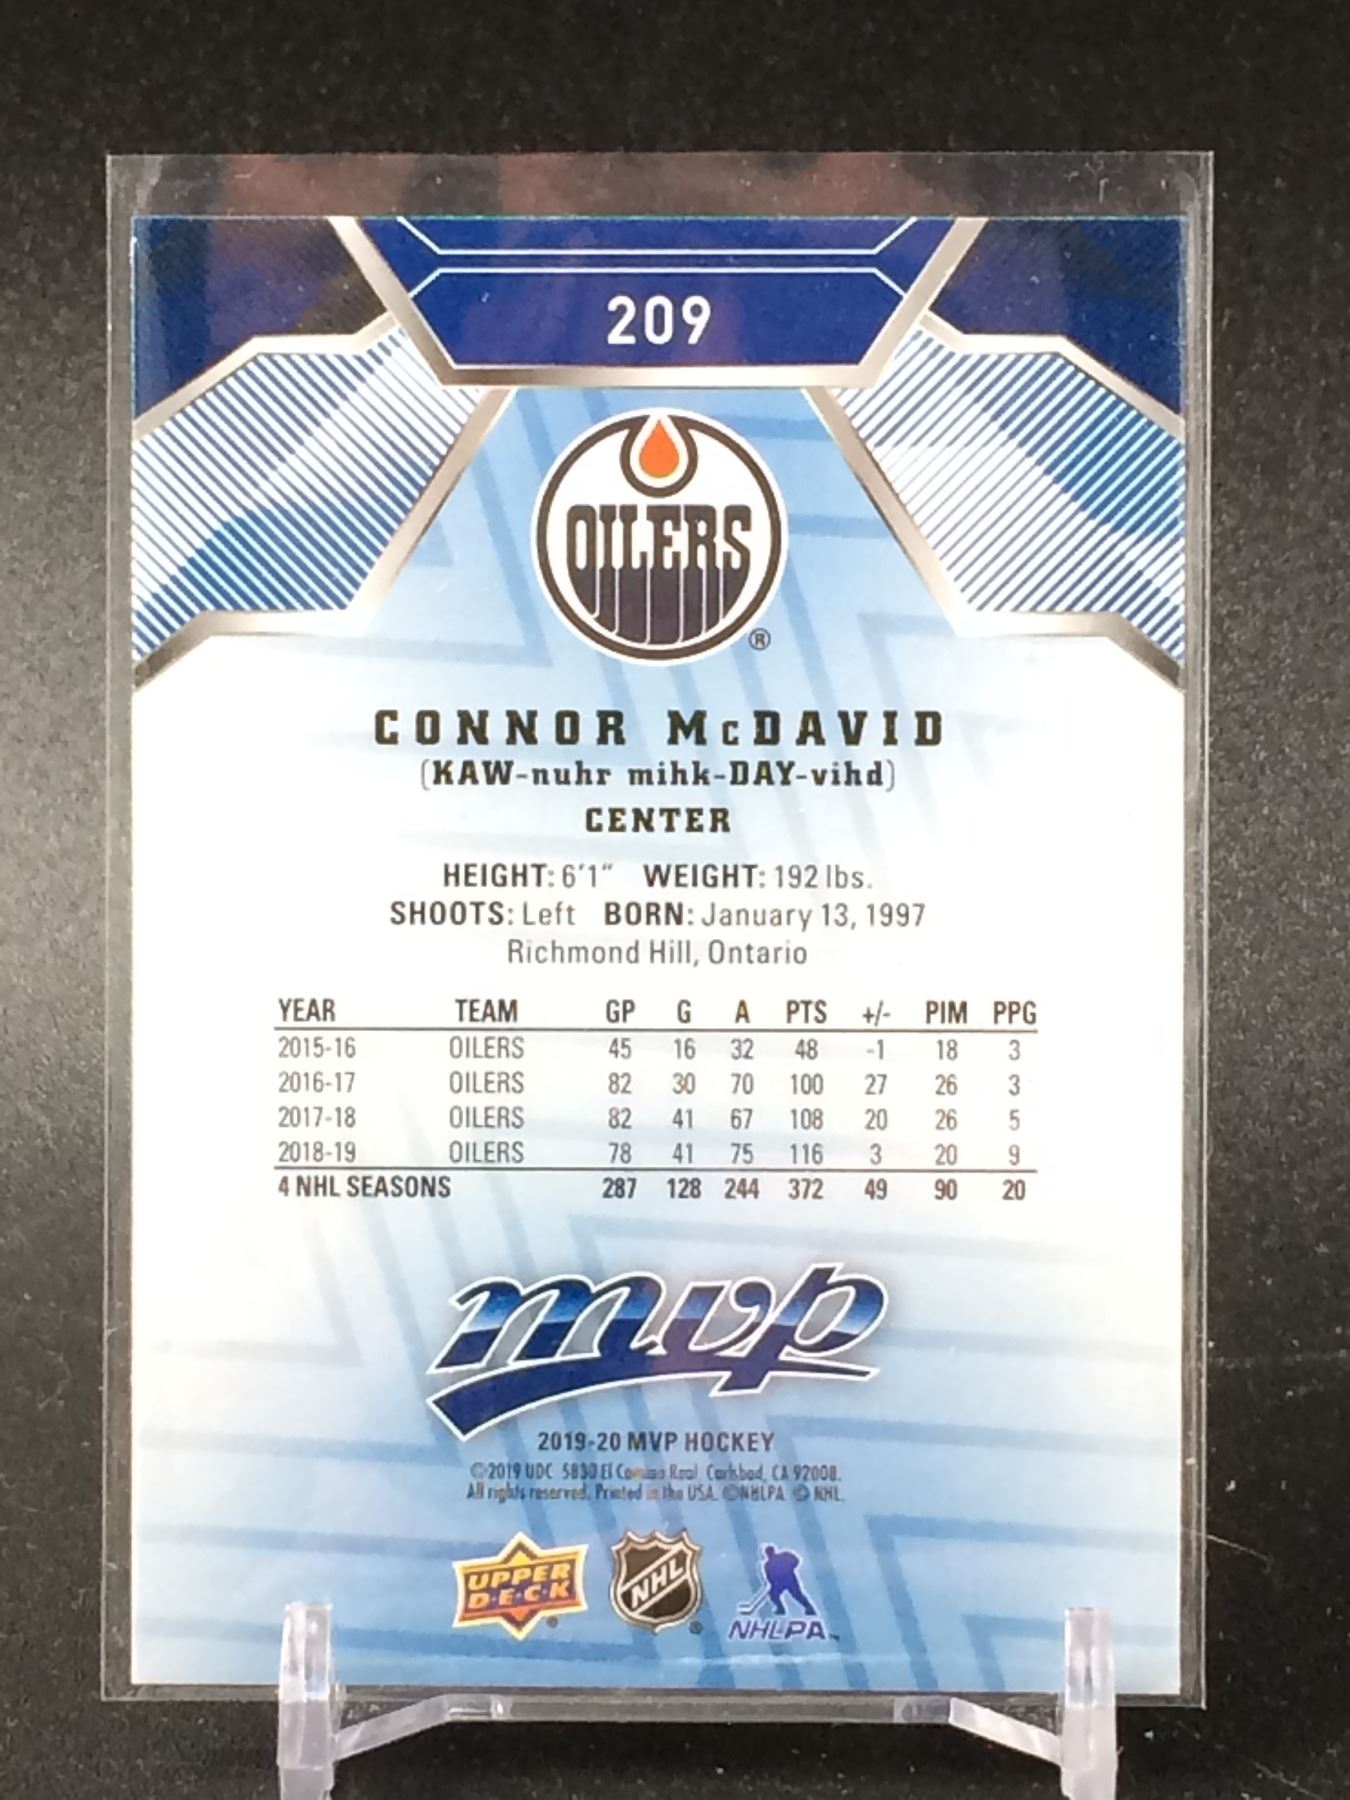 209
OILERS
®
CONNOR McDAVID
(KAW-nuhr mihk-DAY-vihd)
CENTER
HEIGHT: 6'1" WEIGHT: 192 lbs.
SHOOTS: Left BORN: January 13, 1997
Richmond Hill, Ontario
YEAR TEAM GP G A PTS +/- PIM PPG
2015-16 OILERS 45 16 32 48 -1 18 3
2016-17 OILERS 82 30 70 100 27 26 3
2017-18 OILERS 82 41 67 108 20 26 5
2018-19 OILERS 78 41 75 116 3 20 9
4 NHL SEASONS 287 128 244 372 49 90 20
mvp
2019-20 MVP HOCKEY
©2019 UDC 5830 El Camino Real, Carlsbad, CA 92008.
All rights reserved. Printed in the USA. ©NHLPA © NHL.
UPPER DECK
NHL
NHLPA